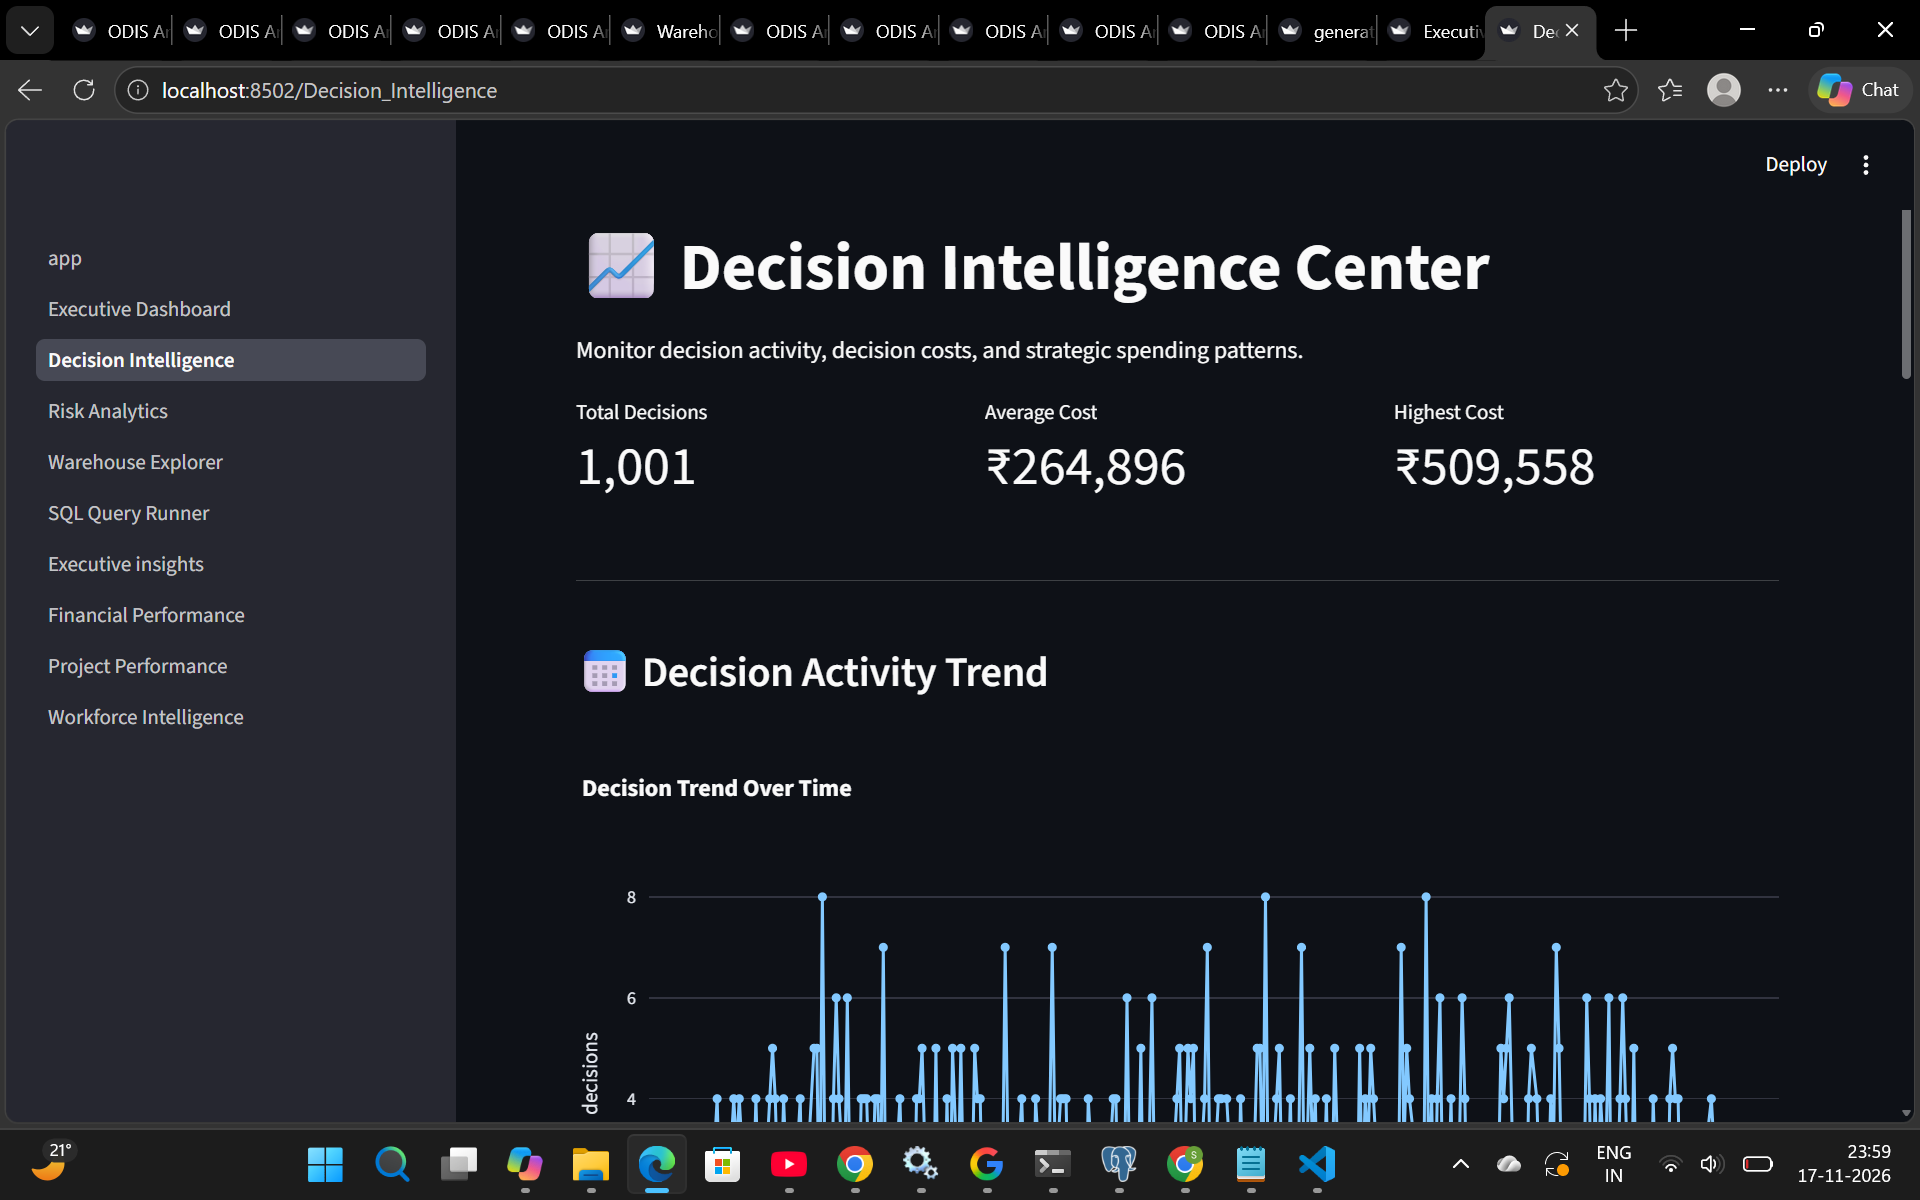 ODIS A
ODIS A
ODIS A
ODIS A
ODIS A
Wareho
ODIS A
ODIS A
ODIS A
ODIS A
ODIS A
generat
Executi
De
localhost:8502/Decision_Intelligence
Chat
Deploy
app
Executive Dashboard
Decision Intelligence
Risk Analytics
Warehouse Explorer
SQL Query Runner
Executive insights
Financial Performance
Project Performance
Workforce Intelligence
Decision Intelligence Center
Monitor decision activity, decision costs, and strategic spending patterns.
Total Decisions
1,001
Average Cost
₹264,896
Highest Cost
₹509,558
Decision Activity Trend
Decision Trend Over Time
decisions
8
6
4
21°
ENG
IN
23:59
17-11-2026